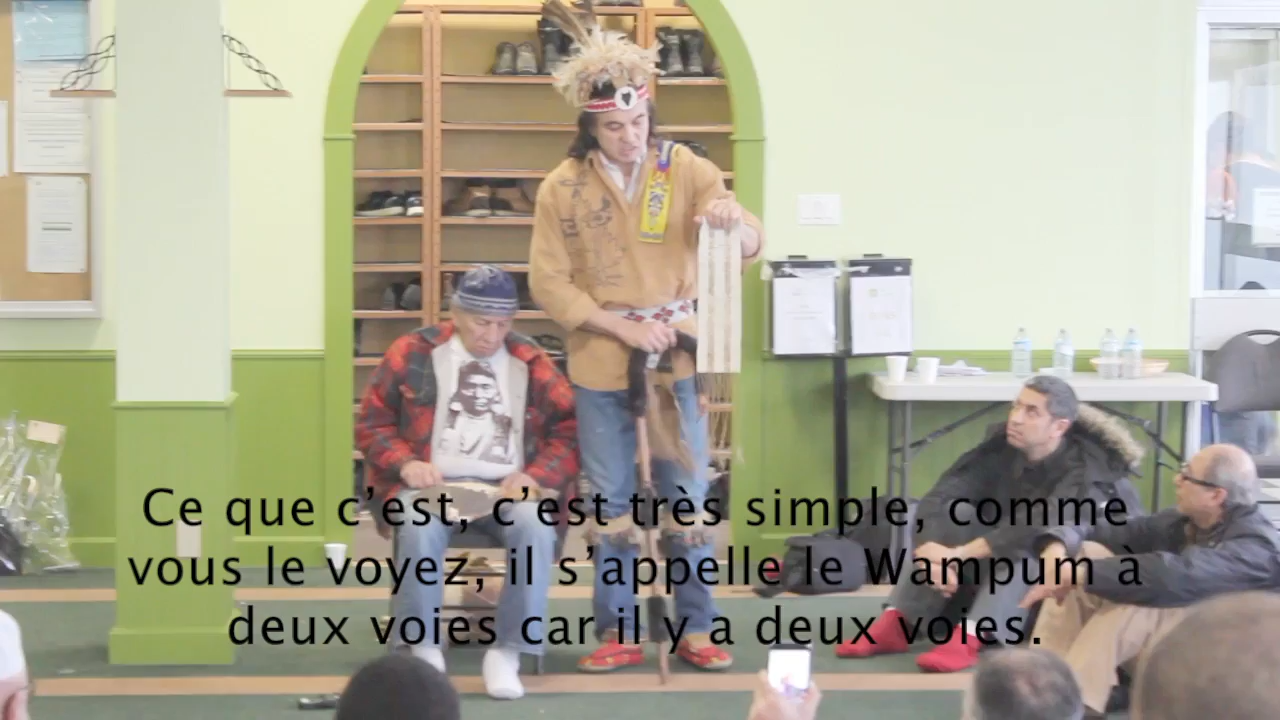 Ce que c’est, c’est très simple, comme
vous le voyez, il s’appelle le Wampum à
deux voies car il y a deux voies.